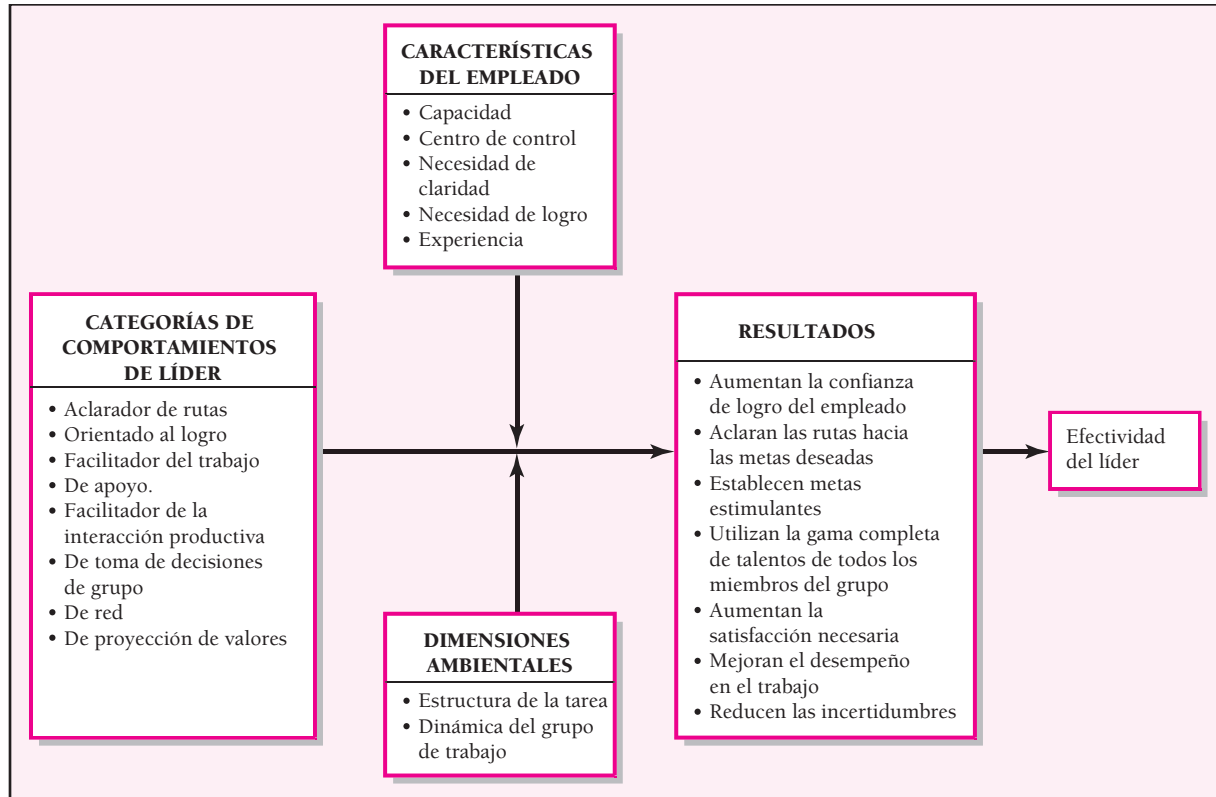 CARACTERÍSTICAS
DEL EMPLEADO
• Capacidad
• Centro de control
• Necesidad de
claridad
• Necesidad de logro
• Experiencia
CATEGORÍAS DE
COMPORTAMIENTOS
DE LÍDER
• Aclarador de rutas
• Orientado al logro
• Facilitador del trabajo
• De apoyo.
• Facilitador de la
interacción productiva
• De toma de decisiones
de grupo
• De red
• De proyección de valores
DIMENSIONES
AMBIENTALES
• Estructura de la tarea
• Dinámica del grupo
de trabajo
RESULTADOS
• Aumentan la confianza
de logro del empleado
• Aclaran las rutas hacia
las metas deseadas
• Establecen metas
estimulantes
• Utilizan la gama completa
de talentos de todos los
miembros del grupo
• Aumentan la
satisfacción necesaria
• Mejoran el desempeño
en el trabajo
• Reducen las incertidumbres
Efectividad
del líder